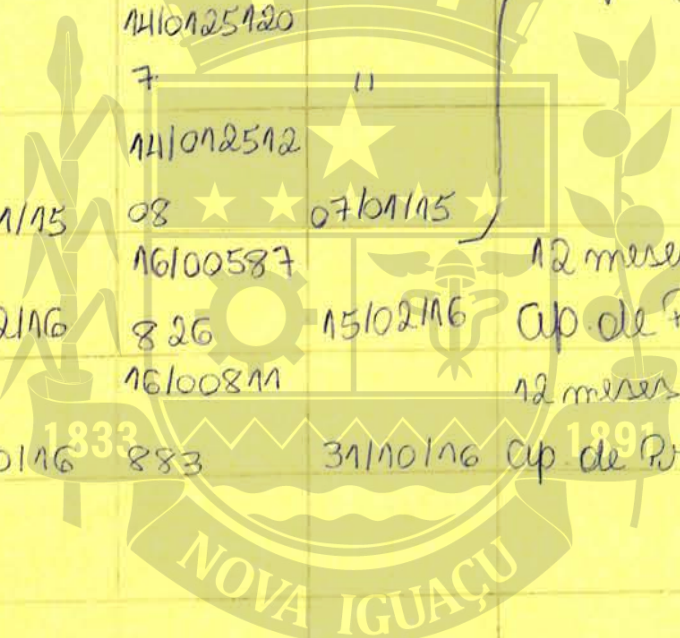 14/0125120
7 11
14/012512
1/15 08 07/01/15
16/00587
12 mese
2/16 826 15/02/16 ap. de
16/00811
12 meses
1833 1891
0/16 883 31/10/16 ap de
NOVA IGUAÇU